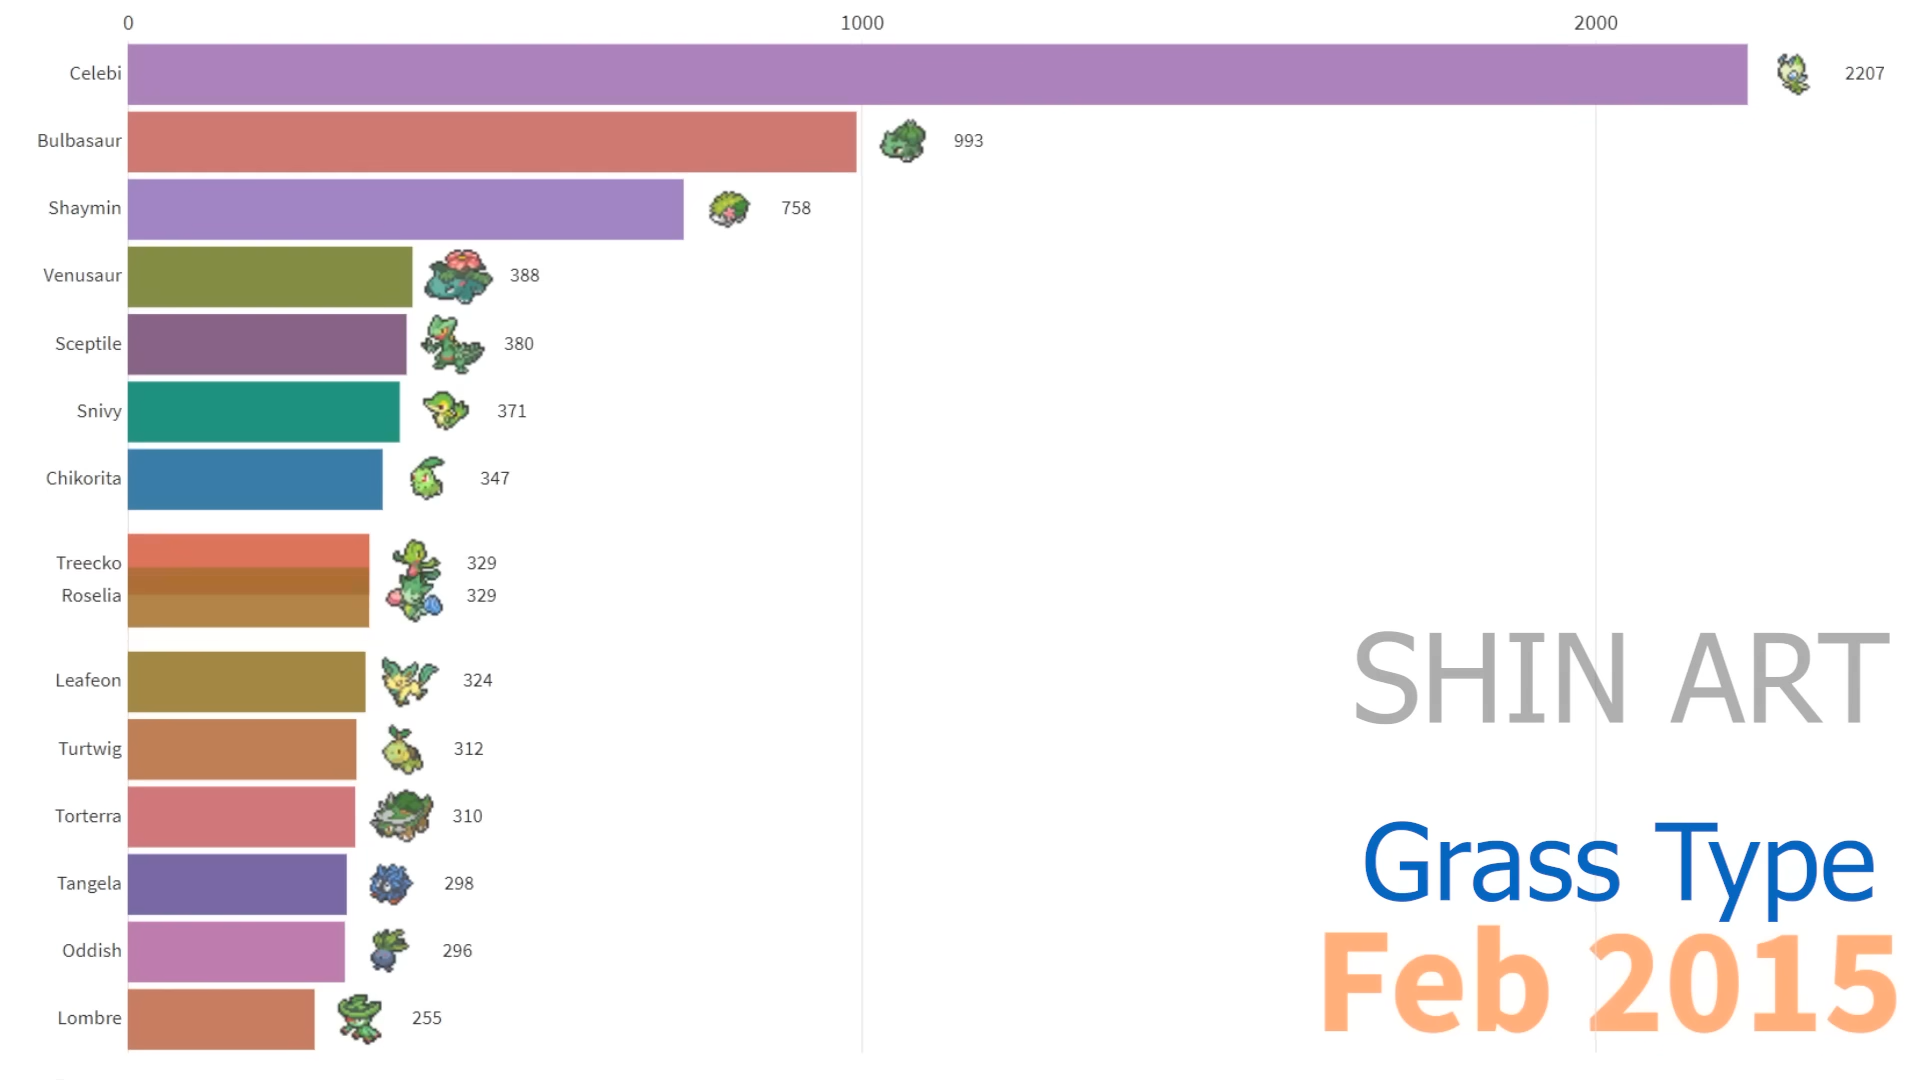 0 1000 2000
Celebi 2207
Bulbasaur 993
Shaymin 758
Venusaur 388
Sceptile 380
Snivy 371
Chikorita 347
Treecko 329
Roselia 329
Leafeon 324
Turtwig 312
Torterra 310
Tangela 298
Oddish 296
Lombre 255
SHIN ART
Grass Type
Feb 2015